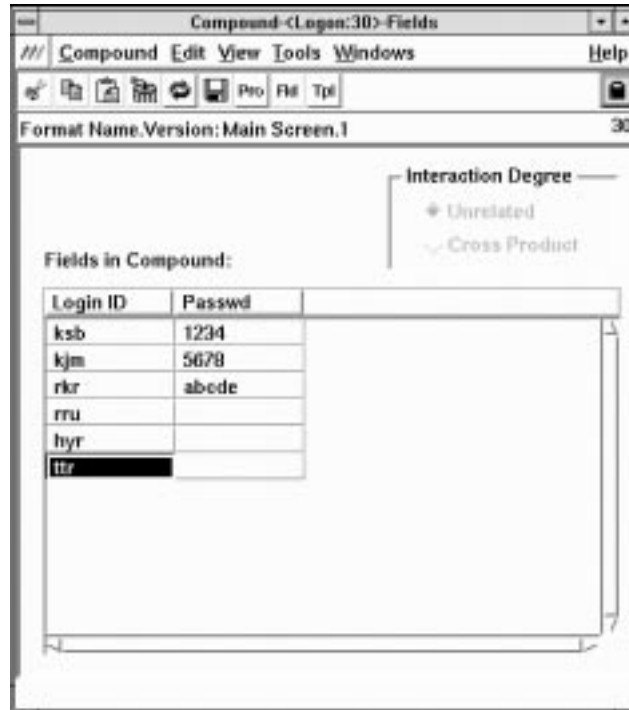 Compound-<Logon:30>-Fields
/// Compound Edit View Tools Windows Help
Pro Fld Tpl
Format Name.Version: Main Screen.1 30
Interaction Degree
Unrelated
Cross Product
Fields in Compound:
Login ID Passwd
ksb 1234
kjm 5678
rkr abcde
rru
hyr
ttr